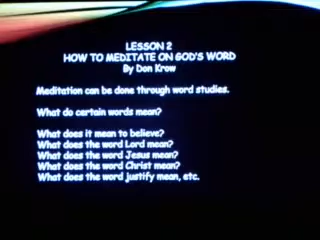 LESSON 2
HOW TO MEDITATE ON GOD'S WORD
By Don Krow
Meditation can be done through word studies.
What do certain words mean?
What does it mean to believe?
What does the word Lord mean?
What does the word Jesus mean?
What does the word Christ mean?
What does the word justify mean, etc.